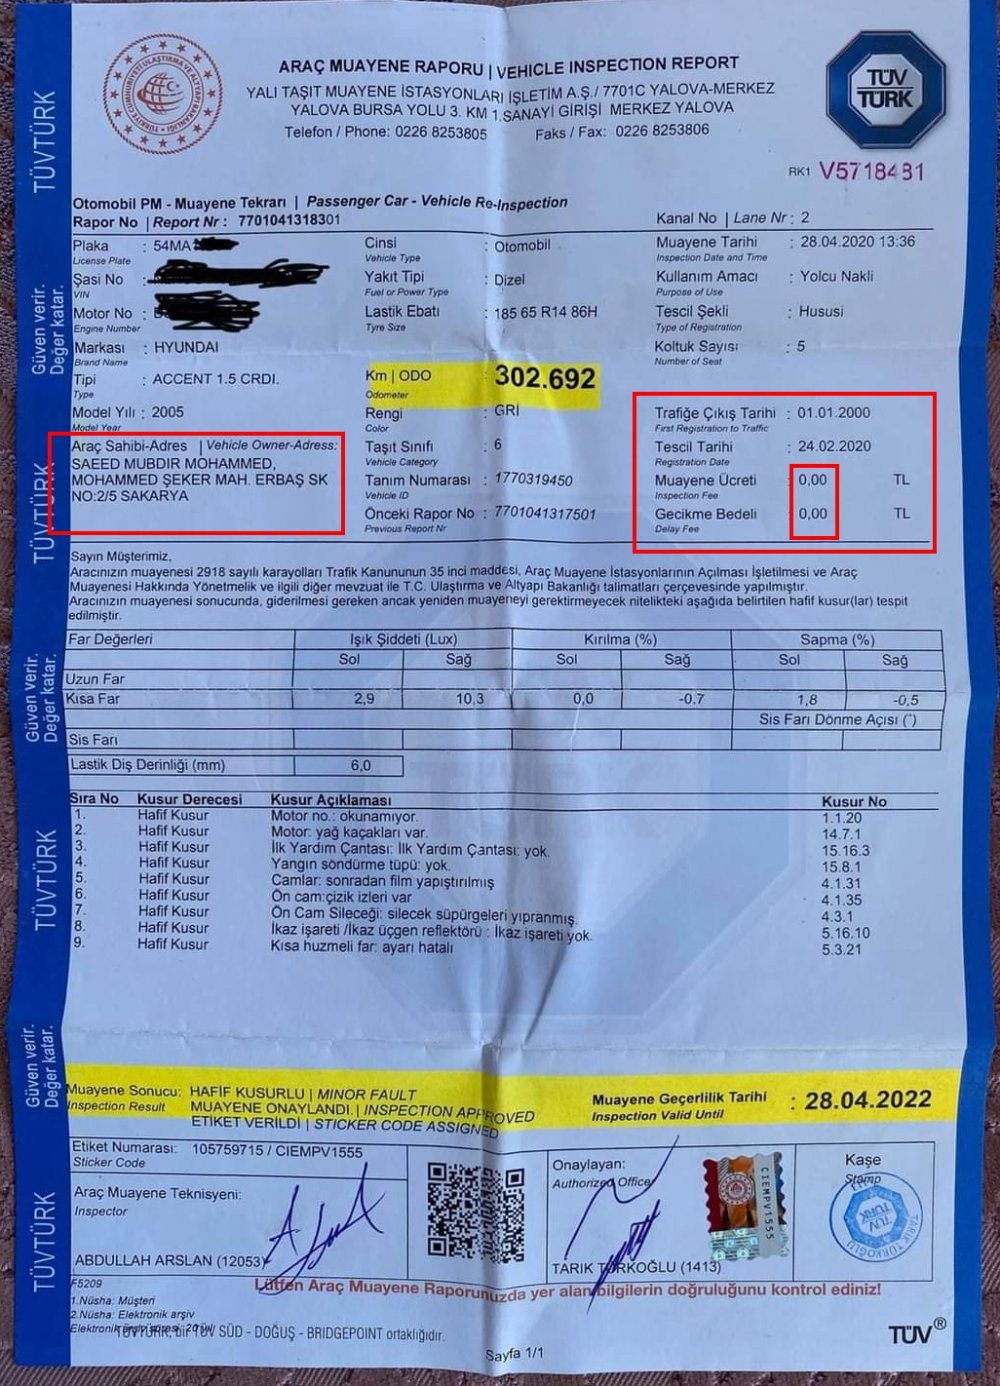 ARAÇ MUAYENE RAPORU | VEHICLE INSPECTION REPORT
YALI TAŞIT MUAYENE İSTASYONLARI İŞLETİM A.Ş./ 7701C YALOVA-MERKEZ
YALOVA BURSA YOLU 3. KM 1.SANAYİ GİRİŞİ MERKEZ YALOVA
Telefon / Phone: 0226 8253805 Faks / Fax: 0226 8253806
TÜV
TÜRK
RK1 V5718481
Otomobil PM - Muayene Tekrarı | Passenger Car - Vehicle Re-Inspection
Rapor No | Report Nr : 7701041318301
Kanal No | Lane Nr : 2
Plaka : 54MA
License Plate
Cinsi : Otomobil
Vehicle Type
Muayene Tarihi : 28.04.2020 13:36
Inspection Date and Time
Şasi No :
VIN
Yakıt Tipi : Dizel
Fuel or Power Type
Kullanım Amacı : Yolcu Nakli
Purpose of Use
Motor No :
Engine Number
Lastik Ebatı : 185 65 R14 86H
Tyre Size
Tescil Şekli : Hususi
Type of Registration
Markası : HYUNDAI
Brand Name
Koltuk Sayısı : 5
Number of Seat
Tipi : ACCENT 1.5 CRDI.
Type
Km | ODO : 302.692
Odometer
Model Yılı : 2005
Model Year
Rengi : GRİ
Color
Trafiğe Çıkış Tarihi : 01.01.2000
First Registration to Traffic
Araç Sahibi-Adres | Vehicle Owner-Adress:
SAEED MUBDIR MOHAMMED,
MOHAMMED ŞEKER MAH. ERBAŞ SK
NO:2/5 SAKARYA
Taşıt Sınıfı : 6
Vehicle Category
Tescil Tarihi : 24.02.2020
Registration Date
Tanım Numarası : 1770319450
Vehicle ID
Muayene Ücreti : 0,00 TL
Inspection Fee
Önceki Rapor No : 7701041317501
Previous Report Nr
Gecikme Bedeli : 0,00 TL
Delay Fee
Sayın Müşterimiz,
Aracınızın muayenesi 2918 sayılı karayolları Trafik Kanununun 35 inci maddesi, Araç Muayene İstasyonlarının Açılması İşletilmesi ve Araç
Muayenesi Hakkında Yönetmelik ve ilgili diğer mevzuat ile T.C. Ulaştırma ve Altyapı Bakanlığı talimatları çerçevesinde yapılmıştır.
Aracınızın muayenesi sonucunda, giderilmesi gereken ancak yeniden muayeneyi gerektirmeyecek nitelikteki aşağıda belirtilen hafif kusur(lar) tespit
edilmiştir.
Far Değerleri Işık Şiddeti (Lux) Kırılma (%) Sapma (%)
Sol Sağ Sol Sağ Sol Sağ
Uzun Far
Kısa Far 2,9 10,3 0,0 -0.7 1,8 -0,5
Sis Farı Dönme Açısı (°)
Sis Farı
Lastik Diş Derinliği (mm) 6,0
Sıra No Kusur Derecesi Kusur Açıklaması Kusur No
1. Hafif Kusur Motor no.: okunamıyor. 1.1.20
2. Hafif Kusur Motor: yağ kaçakları var. 14.7.1
3. Hafif Kusur İlk Yardım Çantası: İlk Yardım Çantası: yok. 15.16.3
4. Hafif Kusur Yangın söndürme tüpü: yok. 15.8.1
5. Hafif Kusur Camlar: sonradan film yapıştırılmış 4.1.31
6. Hafif Kusur Ön cam:çizik izleri var 4.1.35
7. Hafif Kusur Ön Cam Sileceği: silecek süpürgeleri yıpranmış. 4.3.1
8. Hafif Kusur İkaz işareti /İkaz üçgen reflektörü : İkaz işareti yok. 5.16.10
9. Hafif Kusur Kısa huzmeli far: ayarı hatalı 5.3.21
Muayene Sonucu: HAFİF KUSURLU | MINOR FAULT
Inspection Result MUAYENE ONAYLANDI. | INSPECTION APPROVED
ETİKET VERİLDİ | STICKER CODE ASSIGNED
Muayene Geçerlilik Tarihi : 28.04.2022
Inspection Valid Until
Etiket Numarası: 105759715 / CIEMPV1555
Sticker Code
Araç Muayene Teknisyeni:
Inspector
ABDULLAH ARSLAN (12053)
Onaylayan:
Authorized Officer
TARIK TÜRKOĞLU (1413)
CIEMPV1555
Kaşe
Stamp
TÜV
TÜRK
TARIK TÜRKOĞLU
Lütfen Araç Muayene Raporunuzda yer alan bilgilerin doğruluğunu kontrol ediniz!
F5209
1.Nüsha: Müşteri
2.Nüsha: Elektronik arşiv
TÜVTÜRK, bir TÜV SÜD - DOĞUŞ - BRIDGEPOINT ortaklığıdır.
Sayfa 1/1
TÜV®
TÜVTÜRK
Güven verir.
Değer katar.
TÜVTÜRK
Güven verir.
Değer katar.
TÜVTÜRK
Güven verir.
Değer katar.
TÜVTÜRK